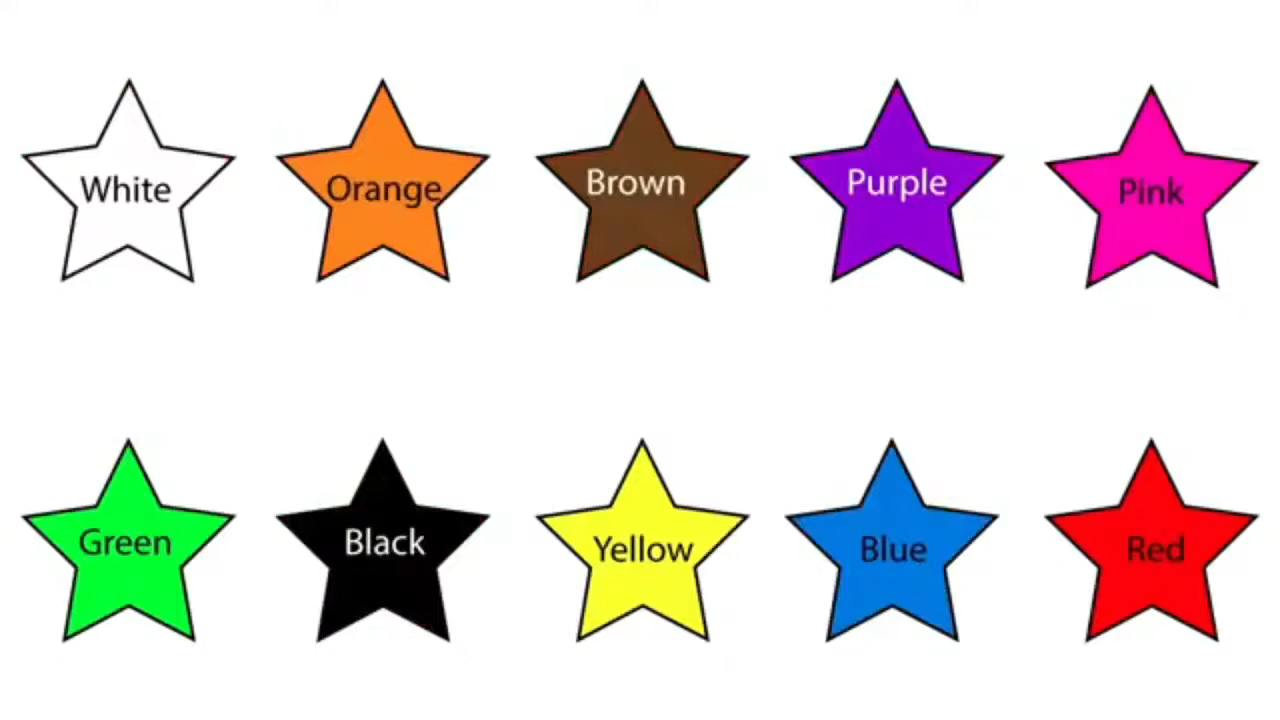 White
Orange
Brown
Purple
Pink
Green
Black
Yellow
Blue
Red